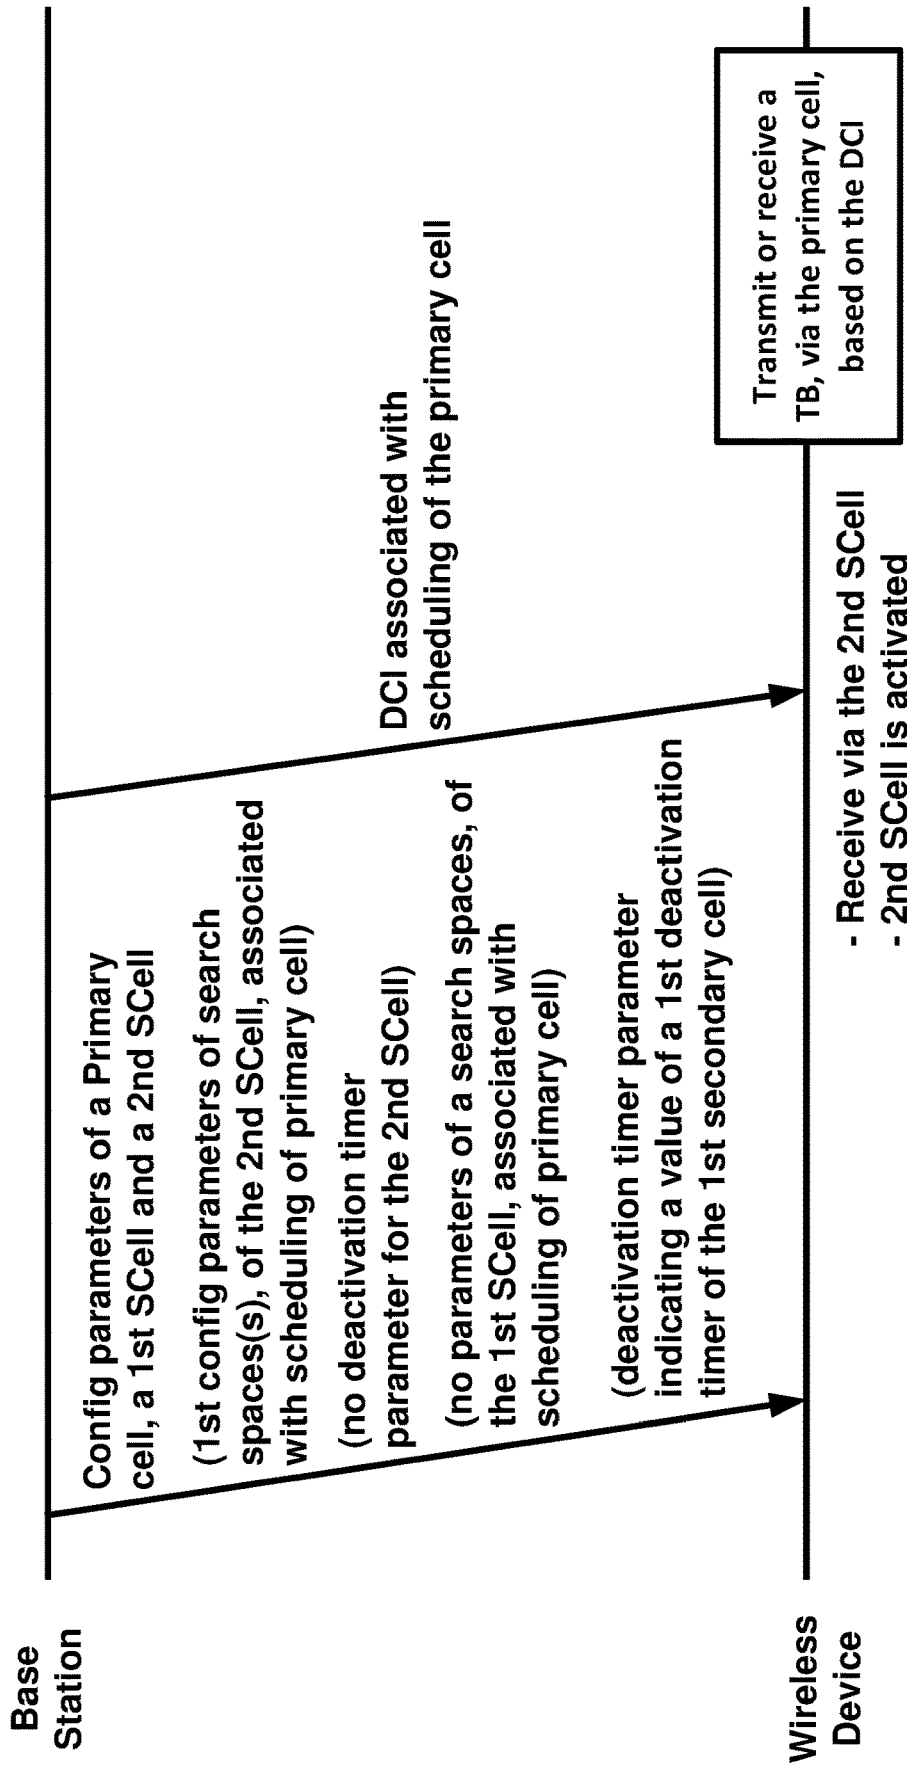 Base
Station
Config parameters of a Primary
cell, a 1st SCell and a 2nd SCell
(1st config parameters of search
spaces(s), of the 2nd SCell, associated
with scheduling of primary cell)
(no deactivation timer
parameter for the 2nd SCell)
(no parameters of a search spaces, of
the 1st SCell, associated with
scheduling of primary cell)
(deactivation timer parameter
indicating a value of a 1st deactivation
timer of the 1st secondary cell)
DCI associated with
scheduling of the primary cell
Wireless
Device
- Receive via the 2nd SCell
- 2nd SCell is activated
Transmit or receive a
TB, via the primary cell,
based on the DCI